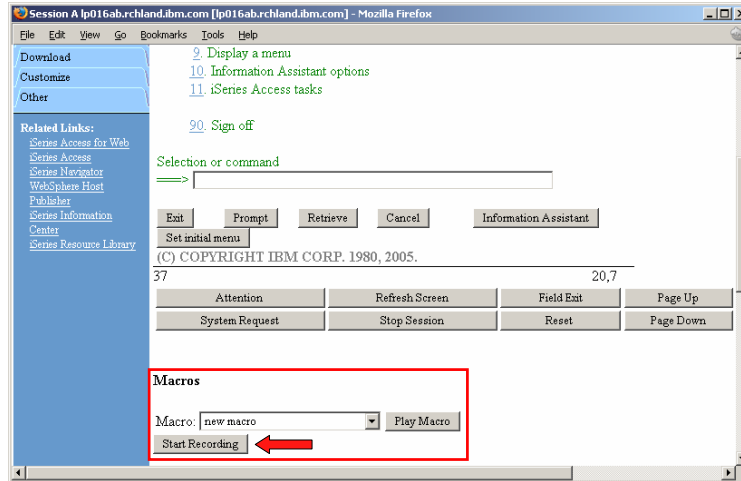 Session A lp016ab.rchland.ibm.com [lp016ab.rchland.ibm.com] - Mozilla Firefox
File Edit View Go Bookmarks Tools Help
Download
Customize
Other
Related Links:
iSeries Access for Web
iSeries Access
iSeries Navigator
WebSphere Host
Publisher
iSeries Information
Center
iSeries Resource Library
9. Display a menu
10. Information Assistant options
11. iSeries Access tasks
90. Sign off
Selection or command
===>
Exit Prompt Retrieve Cancel Information Assistant
Set initial menu
(C) COPYRIGHT IBM CORP. 1980, 2005.
37 20,7
Attention Refresh Screen Field Exit Page Up
System Request Stop Session Reset Page Down
Macros
Macro: new macro Play Macro
Start Recording